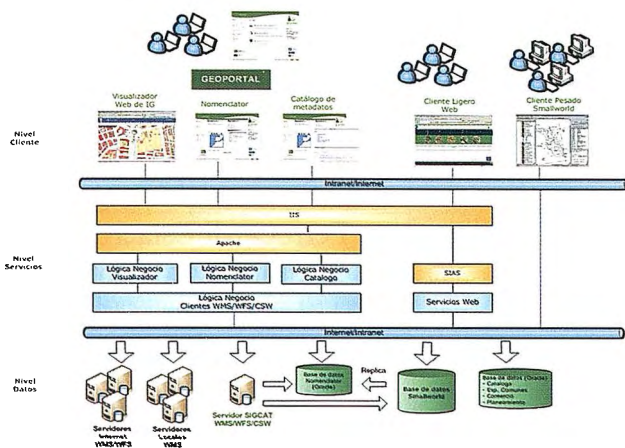 GEOPORTAL
Visualizador
Web de IG
Nomenclator
Catálogo de
metadatos
Cliente Ligero
Web
Cliente Pesado
Smallworld
Nivel
Cliente
Intranet/Internet
IIS
Nivel
Servicios
Apache
Lógica Negocio
Visualizador
Lógica Negocio
Nomenclator
Lógica Negocio
Catalogo
SIAS
Lógica Negocio
Clientes WMS/WFS/CSW
Servicios Web
Internet/Intranet
Nivel
Datos
Base de datos
Nomenclator
(Oracle)
Replica
Base de datos
Smallworld
Base de datos (Oracle)
- Catalogo
- Esp. Comunes
- Comercio
- Planeamiento
Servidores
Internet
WMS/WFS
Servidores
Locales
WMS
Servidor SIGCAT
WMS/WFS/CSW